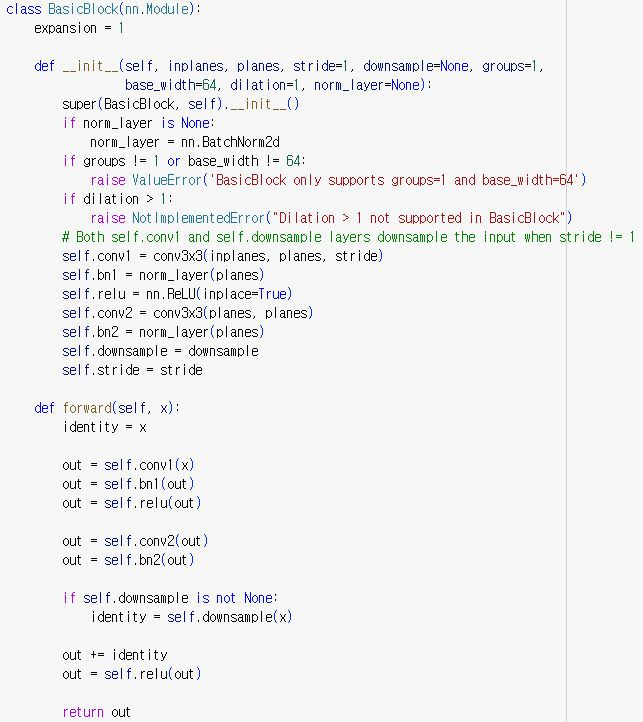 class BasicBlock(nn.Module):
    expansion = 1

    def __init__(self, inplanes, planes, stride=1, downsample=None, groups=1,
                 base_width=64, dilation=1, norm_layer=None):
        super(BasicBlock, self).__init__()
        if norm_layer is None:
            norm_layer = nn.BatchNorm2d
        if groups != 1 or base_width != 64:
            raise ValueError('BasicBlock only supports groups=1 and base_width=64')
        if dilation > 1:
            raise NotImplementedError("Dilation > 1 not supported in BasicBlock")
        # Both self.conv1 and self.downsample layers downsample the input when stride != 1
        self.conv1 = conv3x3(inplanes, planes, stride)
        self.bn1 = norm_layer(planes)
        self.relu = nn.ReLU(inplace=True)
        self.conv2 = conv3x3(planes, planes)
        self.bn2 = norm_layer(planes)
        self.downsample = downsample
        self.stride = stride

    def forward(self, x):
        identity = x

        out = self.conv1(x)
        out = self.bn1(out)
        out = self.relu(out)

        out = self.conv2(out)
        out = self.bn2(out)

        if self.downsample is not None:
            identity = self.downsample(x)

        out += identity
        out = self.relu(out)

        return out